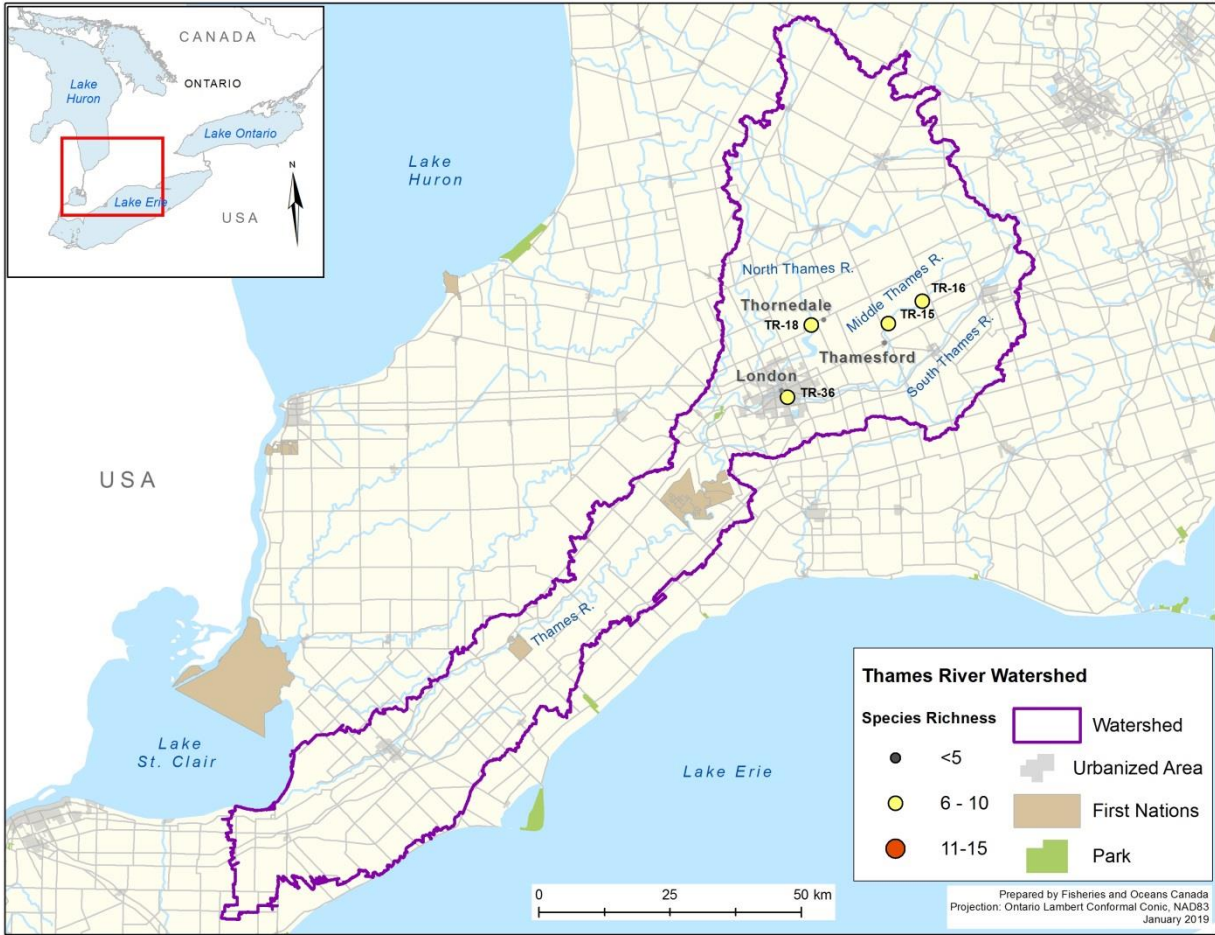 CANADA
ONTARIO
Lake
Huron
Lake Ontario
Lake Erie
USA
N
Lake
Huron
North Thames R.
Middle Thames R.
TR-16
Thornedale
TR-15
TR-18
Thamesford
South Thames R.
London
TR-36
USA
Thames R.
Lake
St. Clair
Lake Erie
Thames River Watershed
Species Richness
<5
6 - 10
11-15
Watershed
Urbanized Area
First Nations
Park
0 25 50 km
Prepared by Fisheries and Oceans Canada
Projection: Ontario Lambert Conformal Conic, NAD83
January 2019